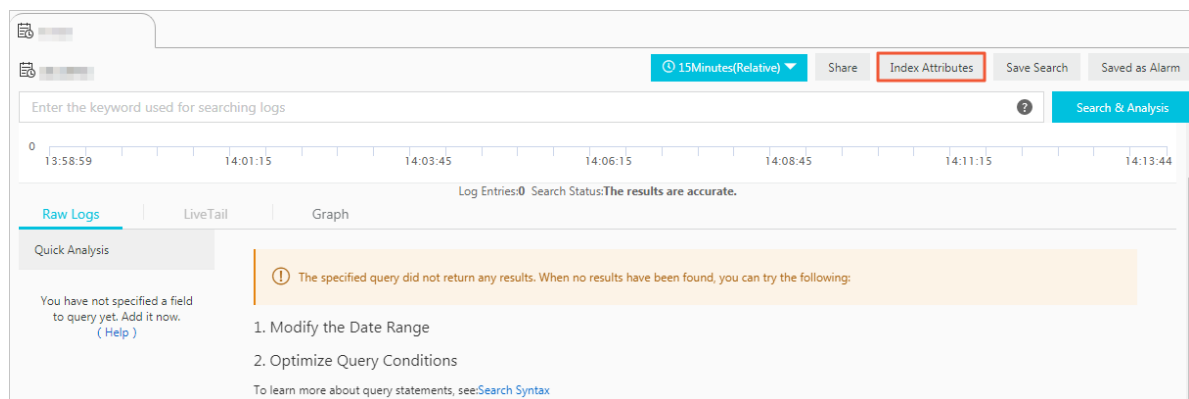 15Minutes(Relative) Share Index Attributes Save Search Saved as Alarm
Enter the keyword used for searching logs ? Search & Analysis
0
13:58:59 14:01:15 14:03:45 14:06:15 14:08:45 14:11:15 14:13:44
Log Entries:0 Search Status:The results are accurate.
Raw Logs LiveTail Graph
Quick Analysis
You have not specified a field
to query yet. Add it now.
( Help )
The specified query did not return any results. When no results have been found, you can try the following:
1. Modify the Date Range
2. Optimize Query Conditions
To learn more about query statements, see:Search Syntax